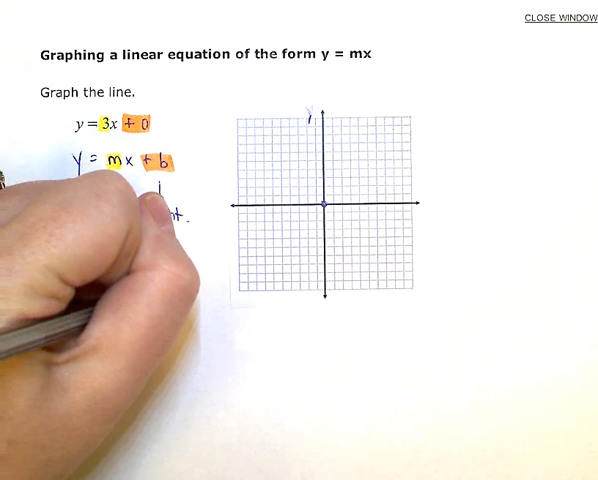 CLOSE WINDOW
Graphing a linear equation of the form y = mx
Graph the line.
y = 3x + 0
y
y = mx + b